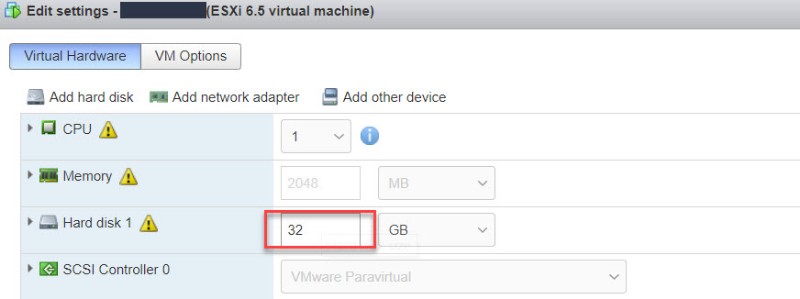 Edit settings - (ESXi 6.5 virtual machine)
Virtual Hardware VM Options
Add hard disk Add network adapter Add other device
CPU 1
Memory 2048 MB
Hard disk 1 32 GB
SCSI Controller 0 VMware Paravirtual